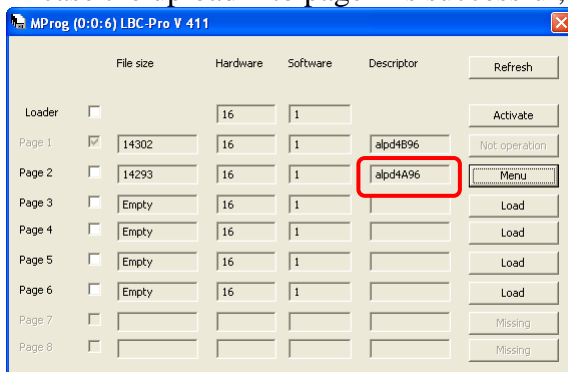 MProg (0:0:6) LBC-Pro V 411
File size Hardware Software Descriptor Refresh
Loader 16 1 Activate
Page 1 14302 16 1 alpd4B96 Not operation
Page 2 14293 16 1 alpd4A96 Menu
Page 3 Empty 16 1 Load
Page 4 Empty 16 1 Load
Page 5 Empty 16 1 Load
Page 6 Empty 16 1 Load
Page 7 Missing
Page 8 Missing